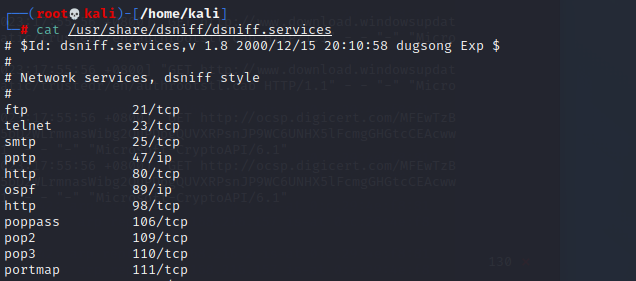 (root💀kali)-[/home/kali]
# cat /usr/share/dsniff/dsniff.services
# $Id: dsniff.services,v 1.8 2000/12/15 20:10:58 dugsong Exp $
#
# Network services, dsniff style
#
ftp 21/tcp
telnet 23/tcp
smtp 25/tcp
pptp 47/ip
http 80/tcp
ospf 89/ip
http 98/tcp
poppass 106/tcp
pop2 109/tcp
pop3 110/tcp
portmap 111/tcp
130